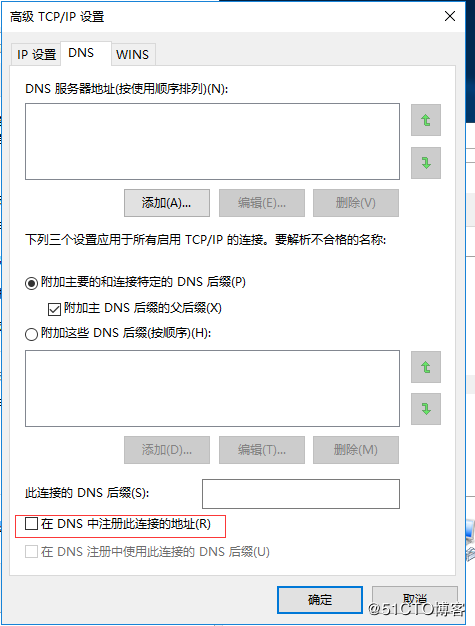 高级 TCP/IP 设置
IP 设置 DNS WINS
DNS 服务器地址(按使用顺序排列)(N):
添加(A)... 编辑(E)... 删除(V)
下列三个设置应用于所有启用 TCP/IP 的连接。要解析不合格的名称:
附加主要的和连接特定的 DNS 后缀(P)
附加主 DNS 后缀的父后缀(X)
附加这些 DNS 后缀(按顺序)(H):
添加(D)... 编辑(T)... 删除(M)
此连接的 DNS 后缀(S):
在 DNS 中注册此连接的地址(R)
在 DNS 注册中使用此连接的 DNS 后缀(U)
确定 取消
@51CTO博客